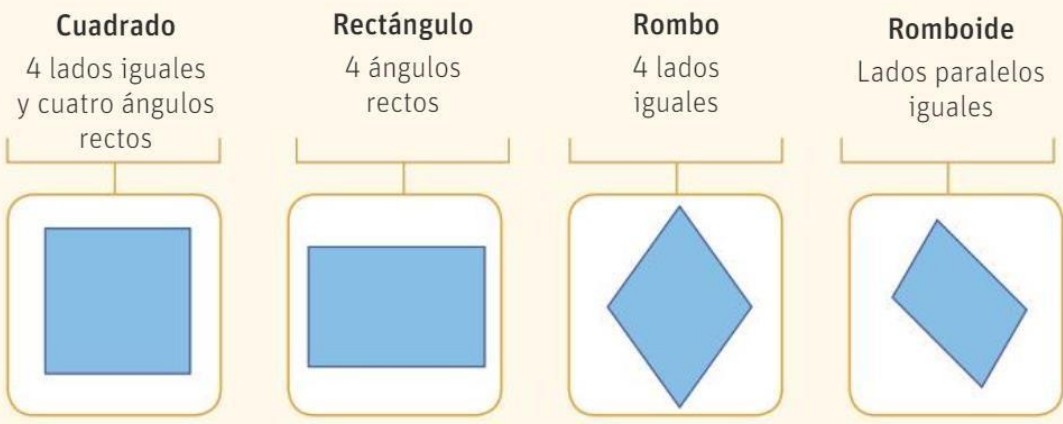 Cuadrado
4 lados iguales
y cuatro ángulos
rectos
Rectángulo
4 ángulos
rectos
Rombo
4 lados
iguales
Romboide
Lados paralelos
iguales